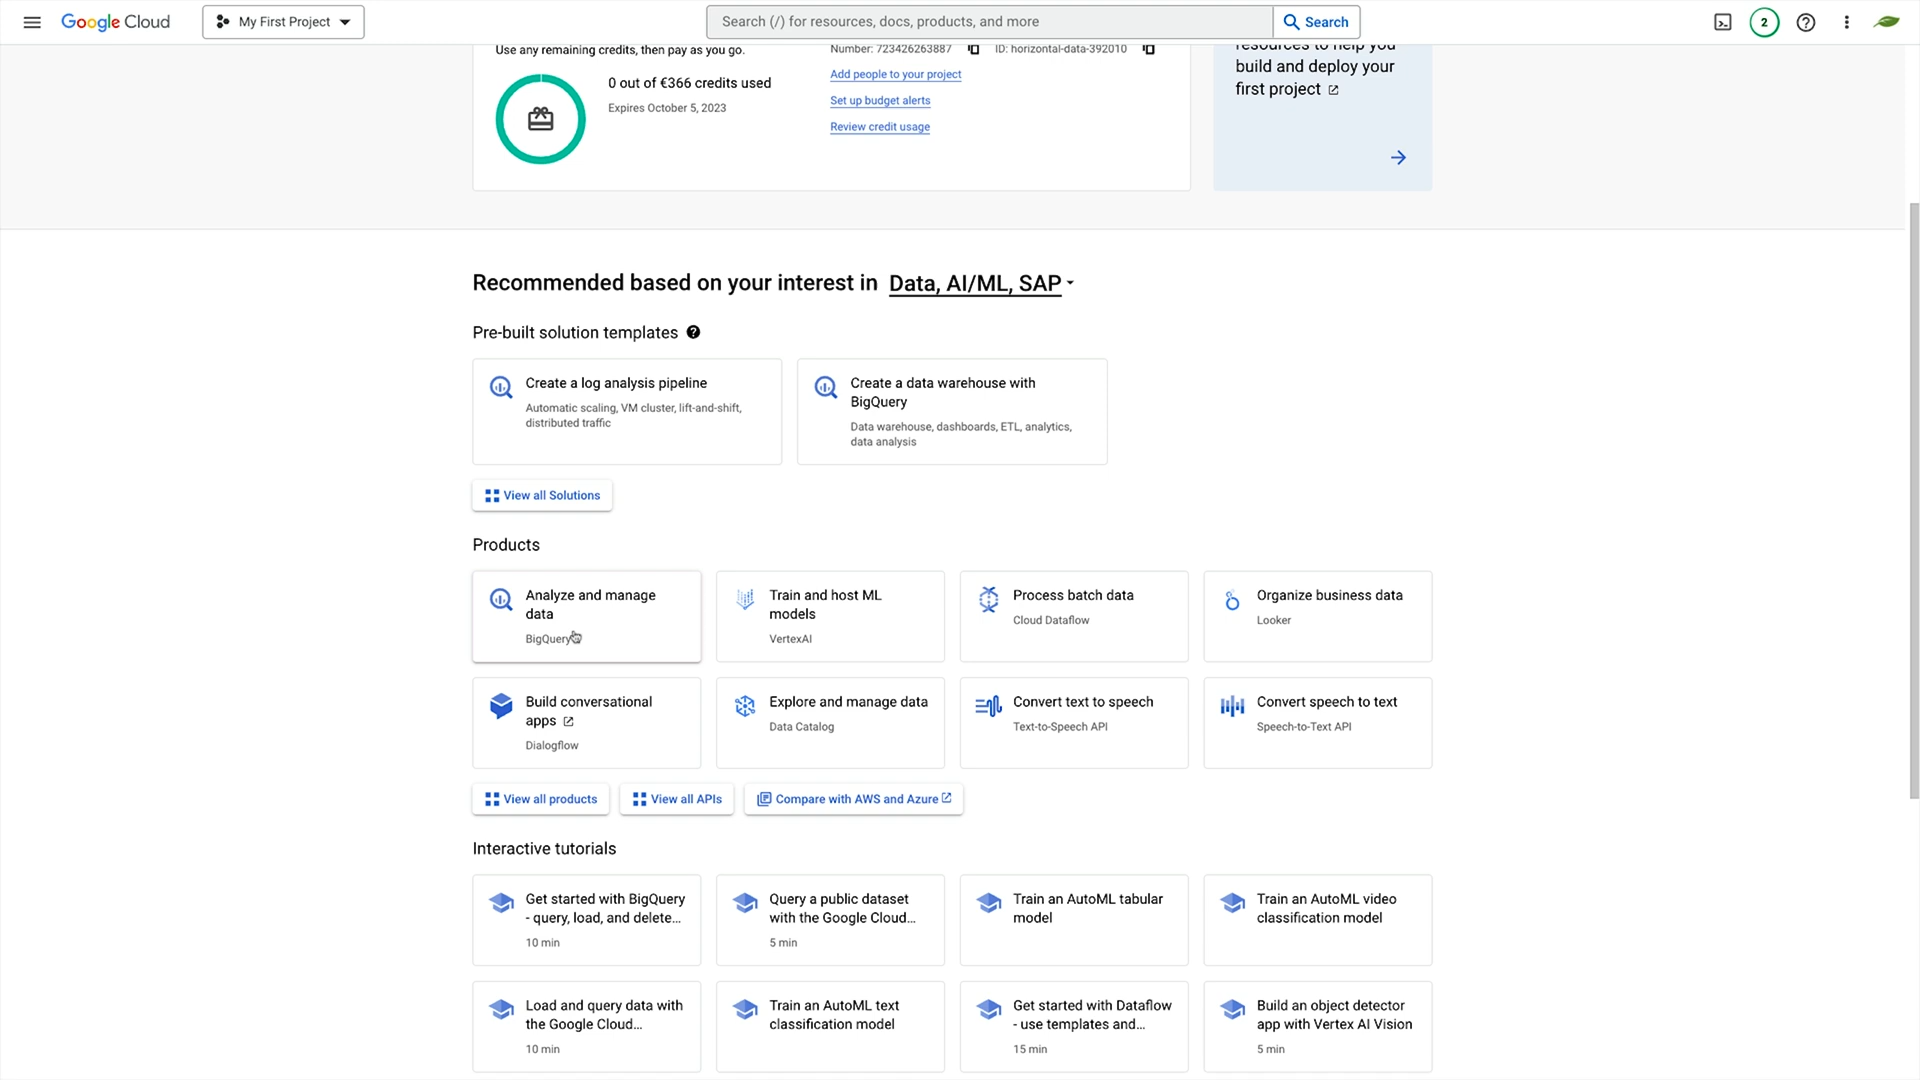 Google Cloud
My First Project
Search (/) for resources, docs, products, and more
Search
2
Use any remaining credits, then pay as you go.
0 out of €366 credits used
Expires October 5, 2023
Number: 723426263887
ID: horizontal-data-392010
Add people to your project
Set up budget alerts
Review credit usage
resources to help you
build and deploy your
first project
Recommended based on your interest in Data, AI/ML, SAP
Pre-built solution templates
Create a log analysis pipeline
Automatic scaling, VM cluster, lift-and-shift,
distributed traffic
Create a data warehouse with
BigQuery
Data warehouse, dashboards, ETL, analytics,
data analysis
View all Solutions
Products
Analyze and manage
data
BigQuery
Train and host ML
models
VertexAI
Process batch data
Cloud Dataflow
Organize business data
Looker
Build conversational
apps
Dialogflow
Explore and manage data
Data Catalog
Convert text to speech
Text-to-Speech API
Convert speech to text
Speech-to-Text API
View all products
View all APIs
Compare with AWS and Azure
Interactive tutorials
Get started with BigQuery
- query, load, and delete...
10 min
Query a public dataset
with the Google Cloud...
5 min
Train an AutoML tabular
model
Train an AutoML video
classification model
Load and query data with
the Google Cloud...
10 min
Train an AutoML text
classification model
Get started with Dataflow
- use templates and...
15 min
Build an object detector
app with Vertex AI Vision
5 min